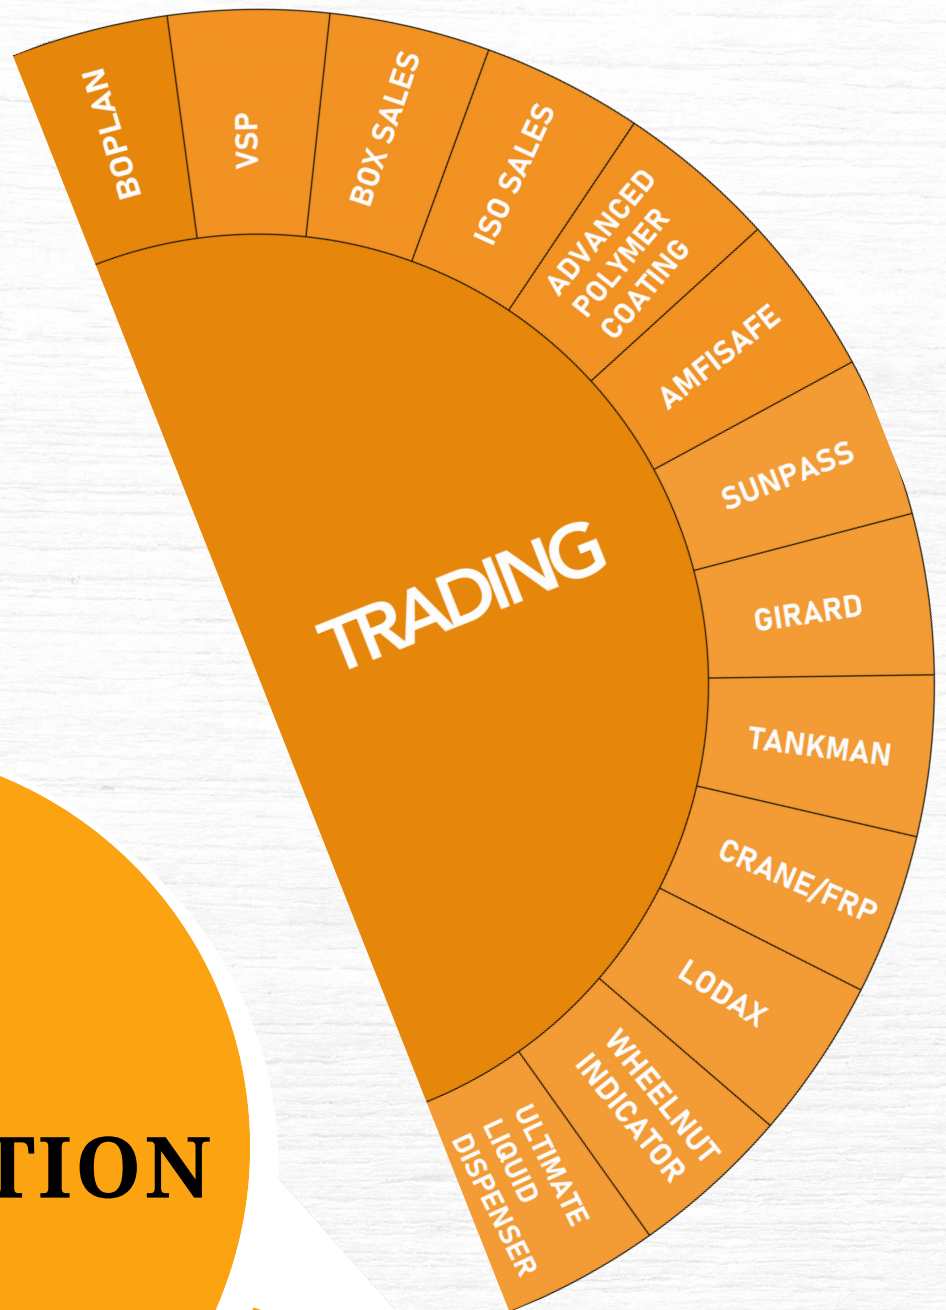 BOPLAN
VSP
BOX SALES
ISO SALES
ADVANCED
POLYMER
COATING
AMFISAFE
SUNPASS
GIRARD
TANKMAN
CRANE/FRP
LODAX
WHEELNUT
INDICATOR
ULTIMATE
LIQUID
DISPENSER
TRADING
TION